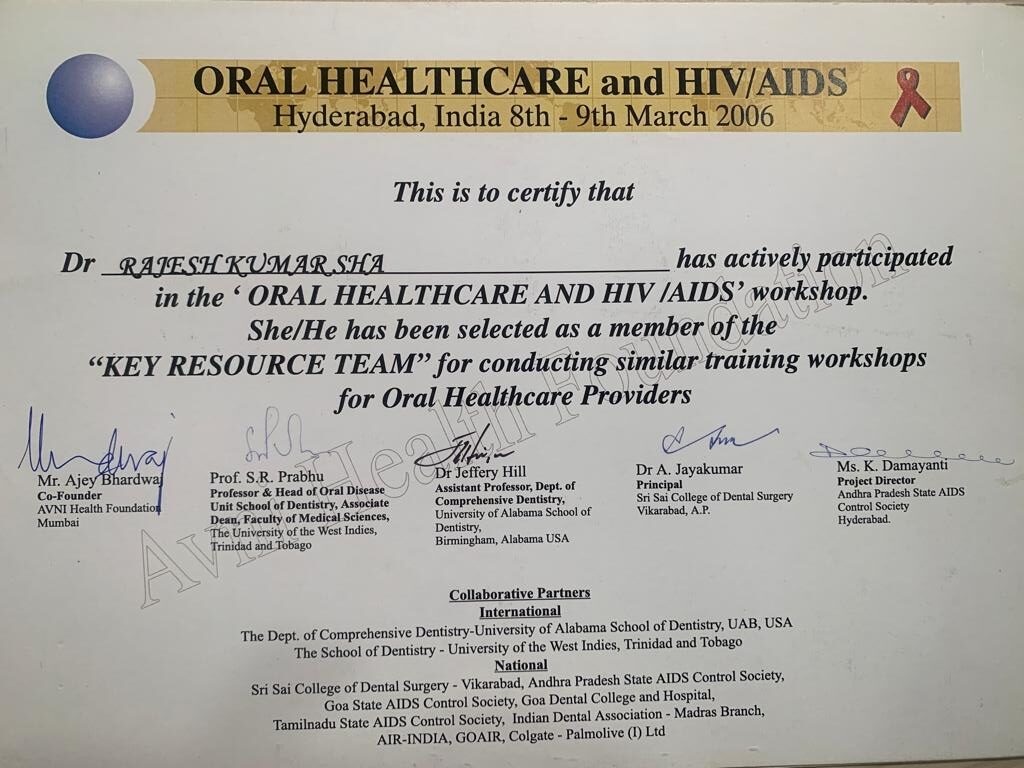 ORAL HEALTHCARE and HIV/AIDS
Hyderabad, India 8th - 9th March 2006
This is to certify that
Dr RAJESH KUMAR SHA has actively participated
in the ‘ ORAL HEALTHCARE AND HIV /AIDS’ workshop.
She/He has been selected as a member of the
“KEY RESOURCE TEAM” for conducting similar training workshops
for Oral Healthcare Providers
Avni Health Foundation
Mr. Ajey Bhardwaj
Co-Founder
AVNI Health Foundation
Mumbai
Prof. S.R. Prabhu
Professor & Head of Oral Disease
Unit School of Dentistry, Associate
Dean, Faculty of Medical Sciences,
The University of the West Indies,
Trinidad and Tobago
Dr Jeffery Hill
Assistant Professor, Dept. of
Comprehensive Dentistry,
University of Alabama School of
Dentistry,
Birmingham, Alabama USA
Dr A. Jayakumar
Principal
Sri Sai College of Dental Surgery
Vikarabad, A.P.
Ms. K. Damayanti
Project Director
Andhra Pradesh State AIDS
Control Society
Hyderabad.
Collaborative Partners
International
The Dept. of Comprehensive Dentistry-University of Alabama School of Dentistry, UAB, USA
The School of Dentistry - University of the West Indies, Trinidad and Tobago
National
Sri Sai College of Dental Surgery - Vikarabad, Andhra Pradesh State AIDS Control Society,
Goa State AIDS Control Society, Goa Dental College and Hospital,
Tamilnadu State AIDS Control Society, Indian Dental Association - Madras Branch,
AIR-INDIA, GOAIR, Colgate - Palmolive (I) Ltd